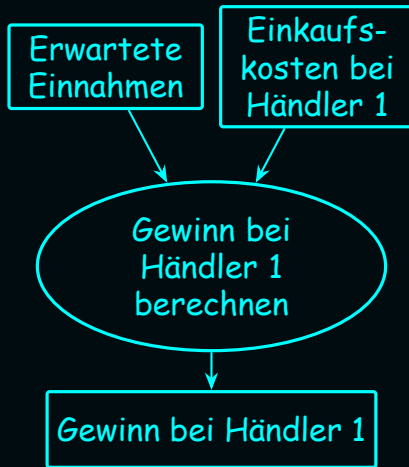 Erwartete
Einnahmen
Einkaufs-
kosten bei
Händler 1
Gewinn bei
Händler 1
berechnen
Gewinn bei Händler 1